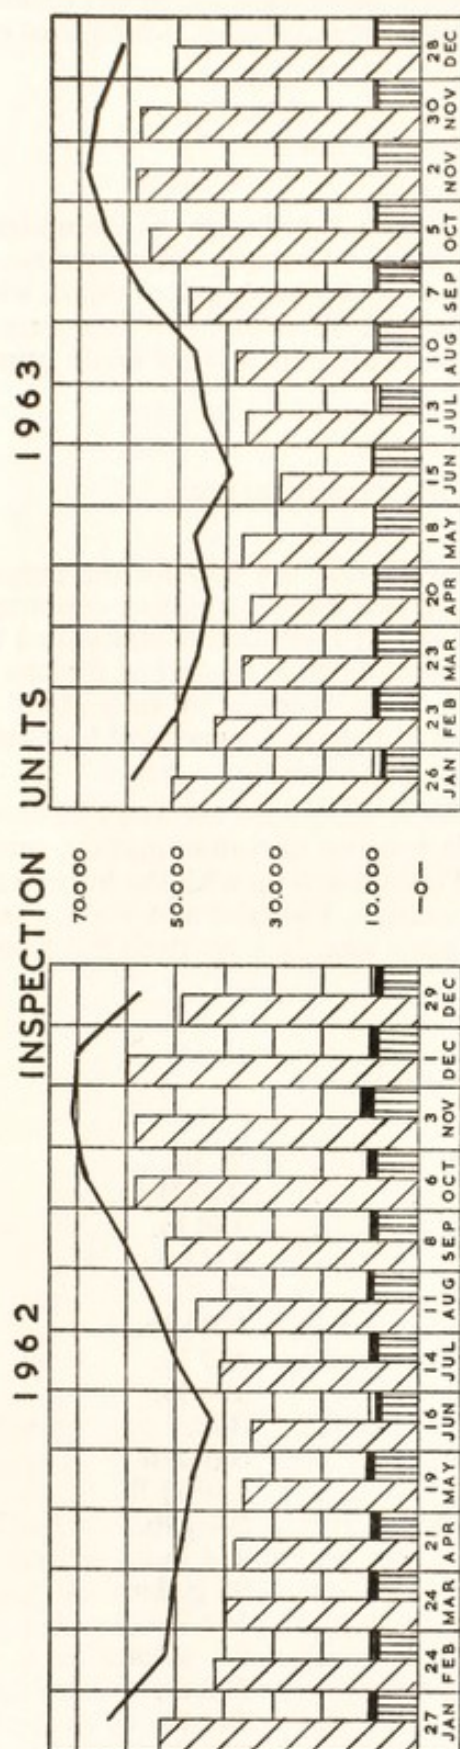 1962 INSPECTION UNITS 1963
70000
50.000
30.000
10.000
-0-
27 JAN
24 FEB
24 MAR
21 APR
19 MAY
16 JUN
14 JUL
11 AUG
8 SEP
6 OCT
3 NOV
1 DEC
29 DEC
26 JAN
23 FEB
23 MAR
20 APR
18 MAY
15 JUN
13 JUL
10 AUG
7 SEP
5 OCT
2 NOV
30 NOV
28 DEC